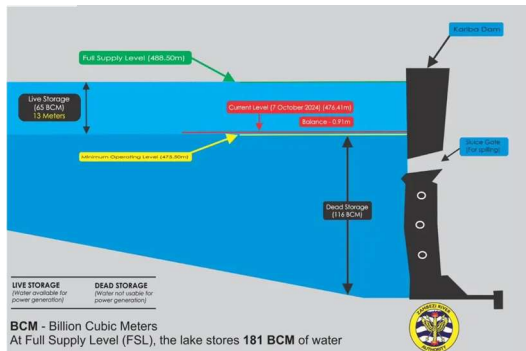 Kariba Dam
Full Supply Level (488.50m)
Live Storage
(65 BCM)
13 Meters
Current Level (7 October 2024) (476.41m)
Balance - 0.91m
Minimum Operating Level (475.50m)
Sluice Gate
(for spilling)
Dead Storage
(116 BCM)
LIVE STORAGE
(Water available for
power generation)
DEAD STORAGE
(Water not usable for
power generation)
BCM - Billion Cubic Meters
At Full Supply Level (FSL), the lake stores 181 BCM of water
ZAMBEZI RIVER
AUTHORITY